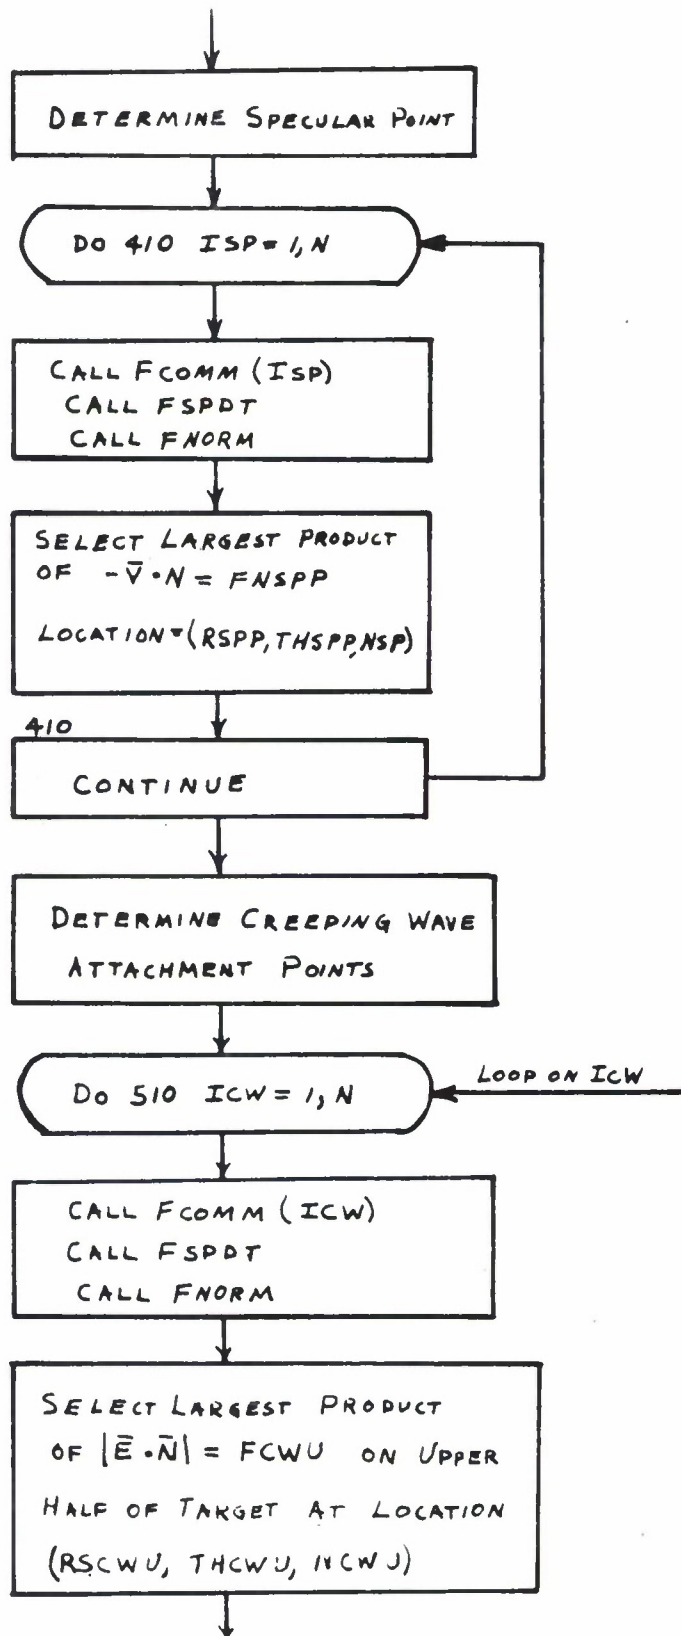 DETERMINE SPECULAR POINT
DO 410 ISP = 1, N
CALL FCOMM (ISP)
CALL FSPDT
CALL FNORM
SELECT LARGEST PRODUCT
OF -V̄·N = FNSPP
LOCATION = (RSPP, THSPP, NSP)
410
CONTINUE
DETERMINE CREEPING WAVE
ATTACHMENT POINTS
LOOP ON ICW
DO 510 ICW = 1, N
CALL FCOMM (ICW)
CALL FSPDT
CALL FNORM
SELECT LARGEST PRODUCT
OF |Ē·N̄| = FCWU ON UPPER
HALF OF TARGET AT LOCATION
(RSCWU, THCWU, NCWU)